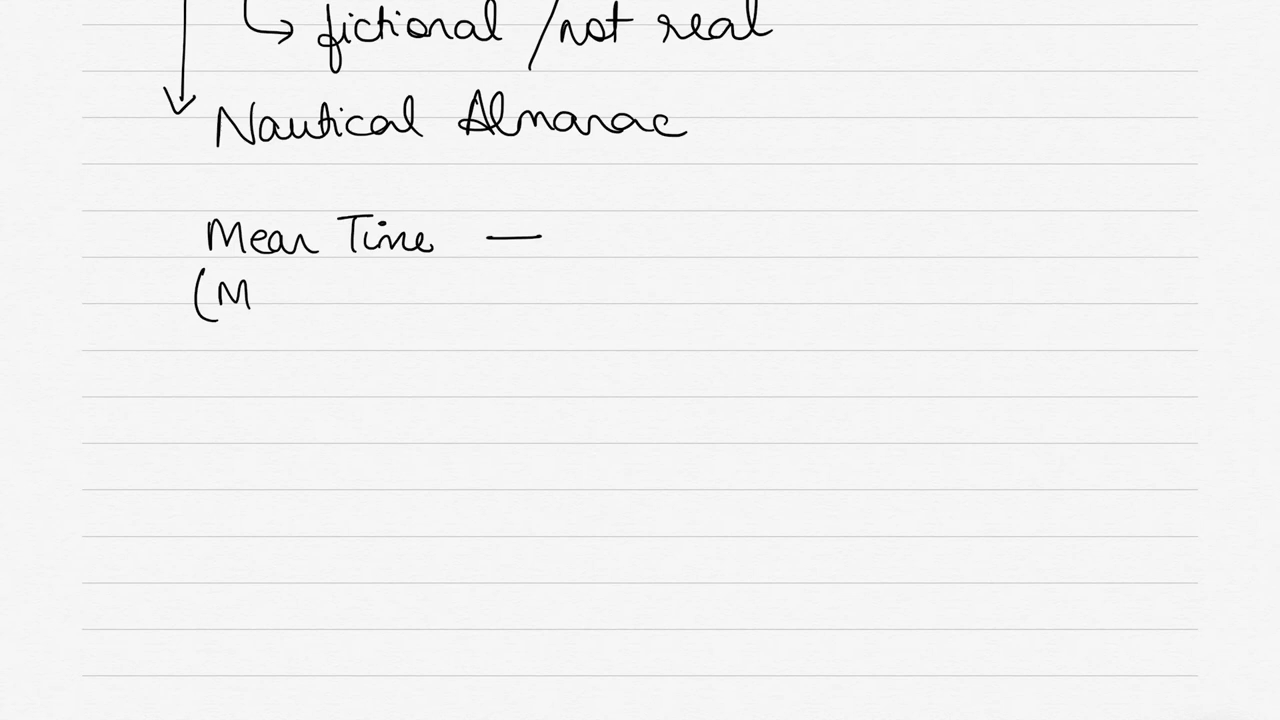 ↳ fictional / not real
Nautical Almanac
Mean Time —
(M